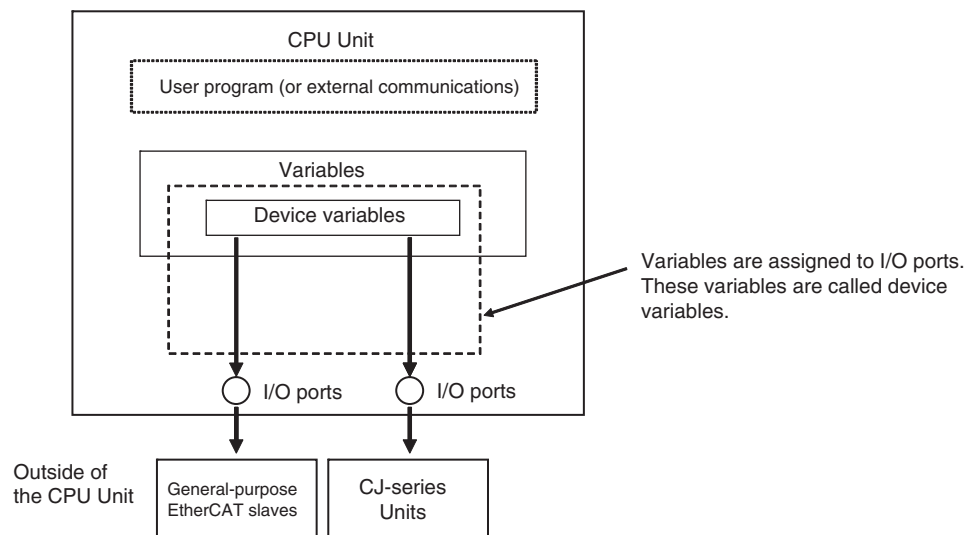 CPU Unit
User program (or external communications)
Variables
Device variables
Variables are assigned to I/O ports.
These variables are called device
variables.
I/O ports
I/O ports
Outside of
the CPU Unit
General-purpose
EtherCAT slaves
CJ-series
Units